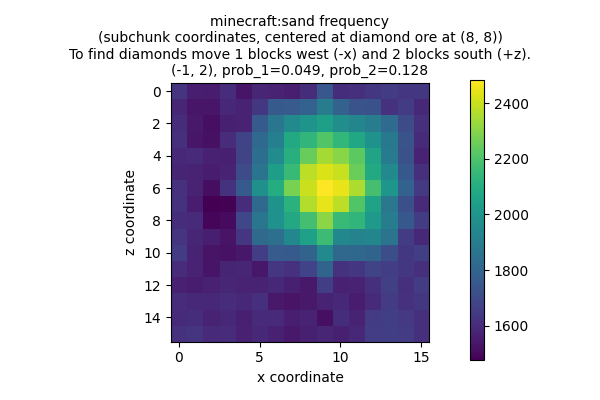 minecraft:sand frequency
(subchunk coordinates, centered at diamond ore at (8, 8))
To find diamonds move 1 blocks west (-x) and 2 blocks south (+z).
(-1, 2), prob_1=0.049, prob_2=0.128
0
2
4
6
8
10
12
14
z coordinate
0
5
10
15
x coordinate
2400
2200
2000
1800
1600